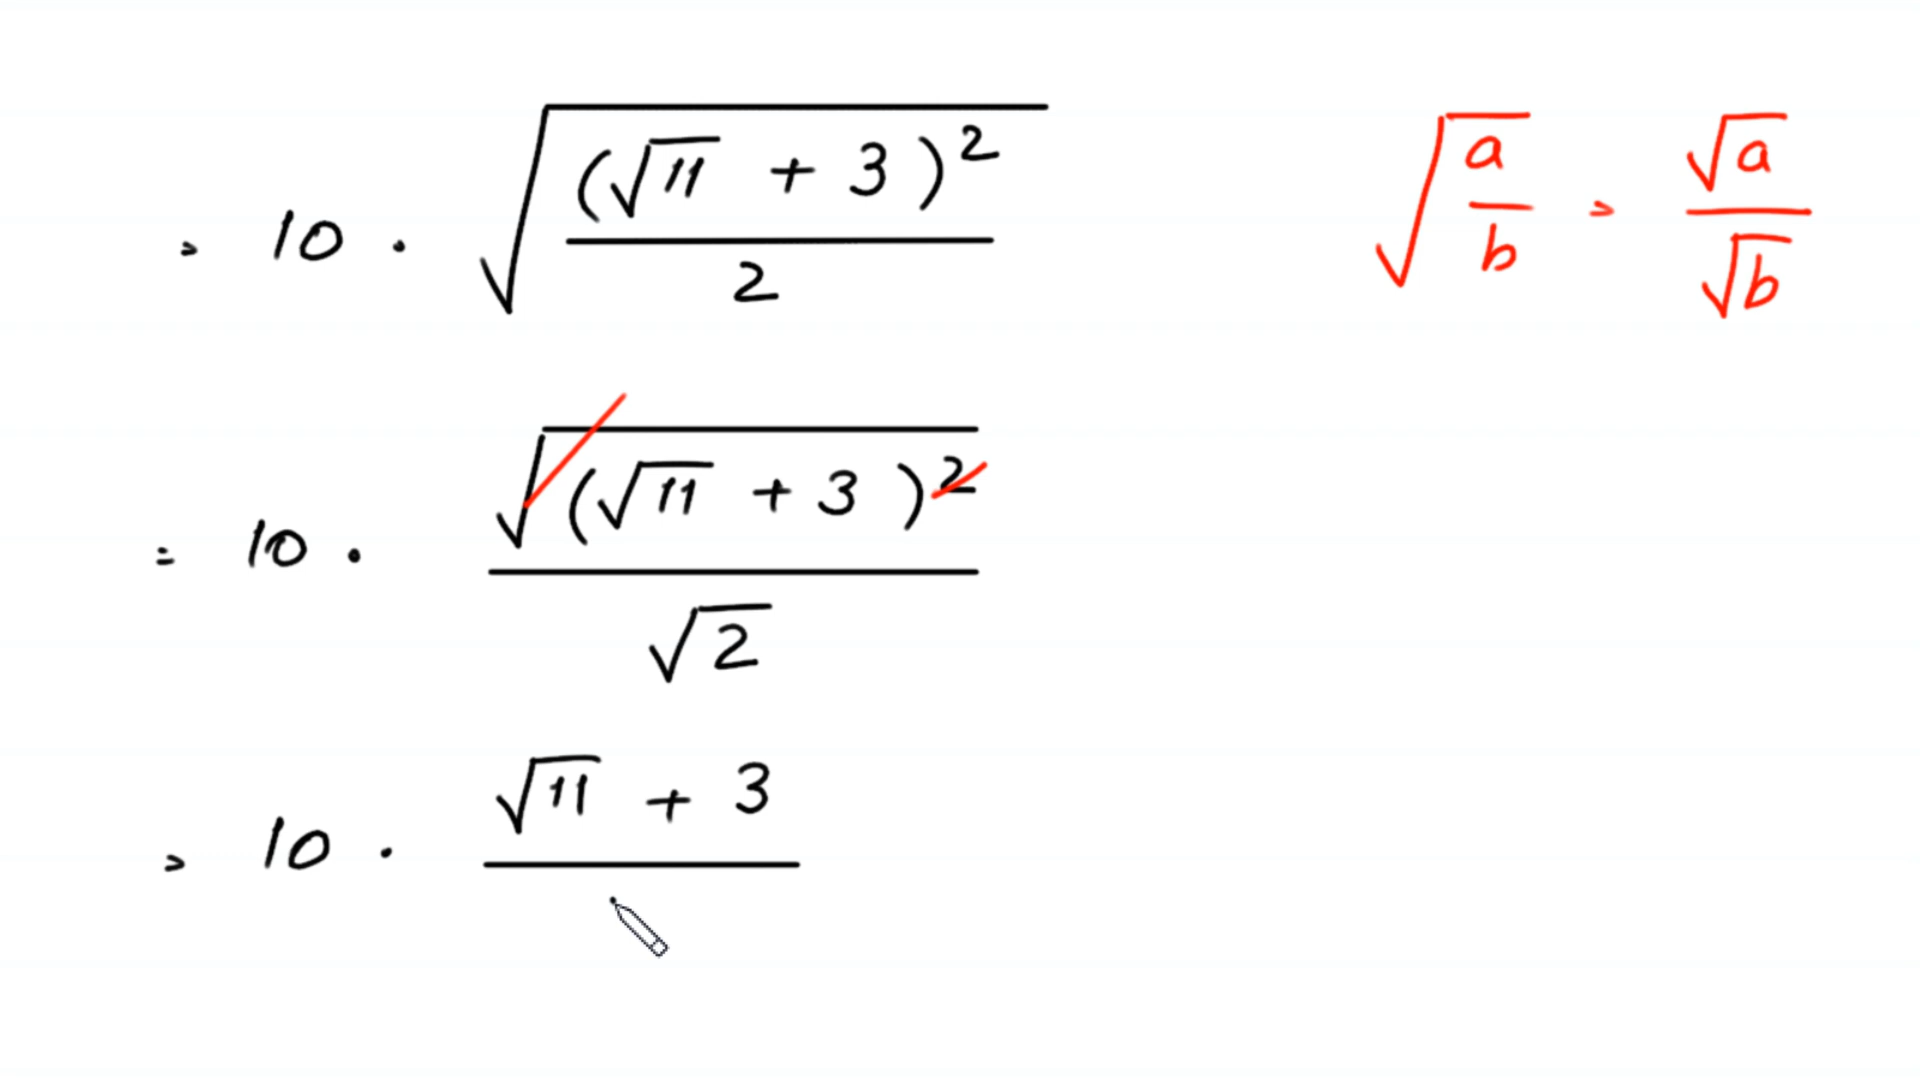 = 10 · √((√11 + 3)² / 2)
√(a/b) = √a / √b
= 10 · √((√11 + 3)²) / √2
= 10 · (√11 + 3) /